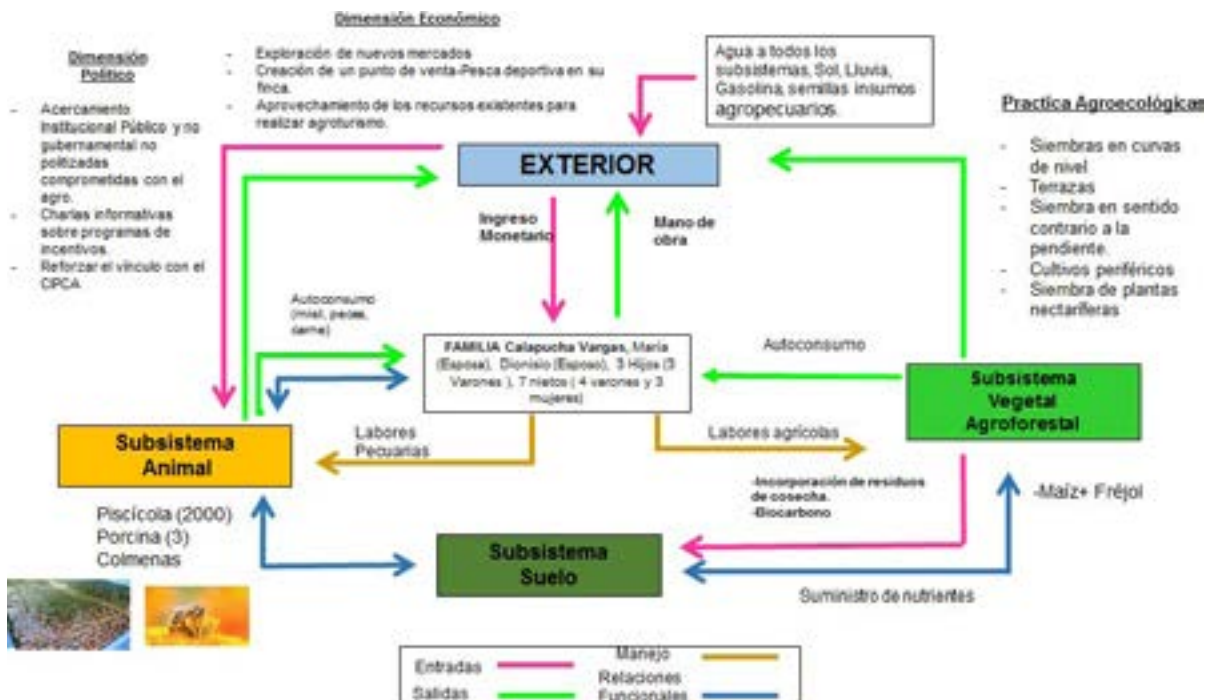 Dimensión Económico
- Exploración de nuevos mercados
- Creación de un punto de venta-Pesca deportiva en su
finca.
- Aprovechamiento de los recursos existentes para
realizar agroturismo.
Dimensión
Político
- Acercamiento
Institucional Público y no
gubernamental no
politizadas
comprometidas con el
agro.
- Charlas informativas
sobre programas de
incentivos.
- Reforzar el vínculo con el
CIPCA
Agua a todos los
subsistemas, Sol, Lluvia,
Gasolina, semillas insumos
agropecuarios.
Practica Agroecológicas
- Siembras en curvas
de nivel
- Terrazas
- Siembra en sentido
contrario a la
pendiente.
- Cultivos periféricos
- Siembra de plantas
nectaríferas
EXTERIOR
Ingreso
Monetario
Mano de
obra
Autoconsumo
(miel, peces,
carne)
FAMILIA Calapucha Vargas, María
(Esposa), Dionisio (Esposo), 3 Hijos (3
Varones ), 7 nietos ( 4 varones y 3
mujeres)
Autoconsumo
Subsistema
Vegetal
Agroforestal
Subsistema
Animal
Labores
Pecuarias
Labores agrícolas
-Incorporación de residuos
de cosecha.
-Biocarbono
-Maíz+ Fréjol
Piscícola (2000)
Porcina (3)
Colmenas
Subsistema
Suelo
Suministro de nutrientes
Entradas
Manejo
Salidas
Relaciones
Funcionales